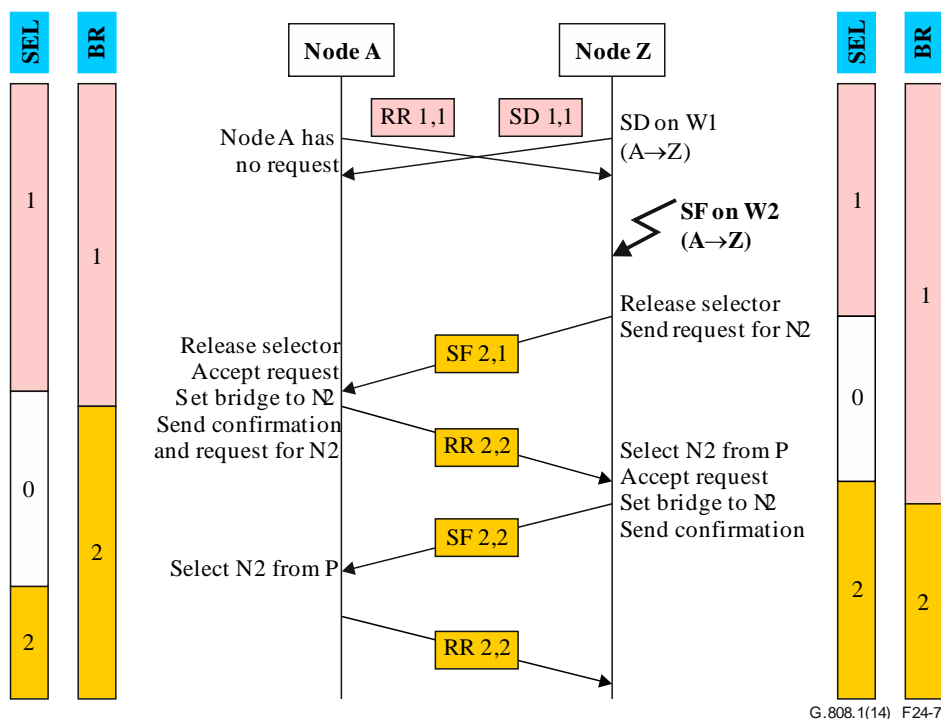 SEL
BR
Node A
Node Z
SEL
BR
RR 1,1
SD 1,1
Node A has
no request
SD on W1
(A→Z)
SF on W2
(A→Z)
1
1
1
1
Release selector
Send request for N2
SF 2,1
Release selector
Accept request
Set bridge to N2
Send confirmation
and request for N2
0
0
RR 2,2
Select N2 from P
Accept request
Set bridge to N2
Send confirmation
SF 2,2
Select N2 from P
2
2
2
2
RR 2,2
G.808.1(14) F24-7